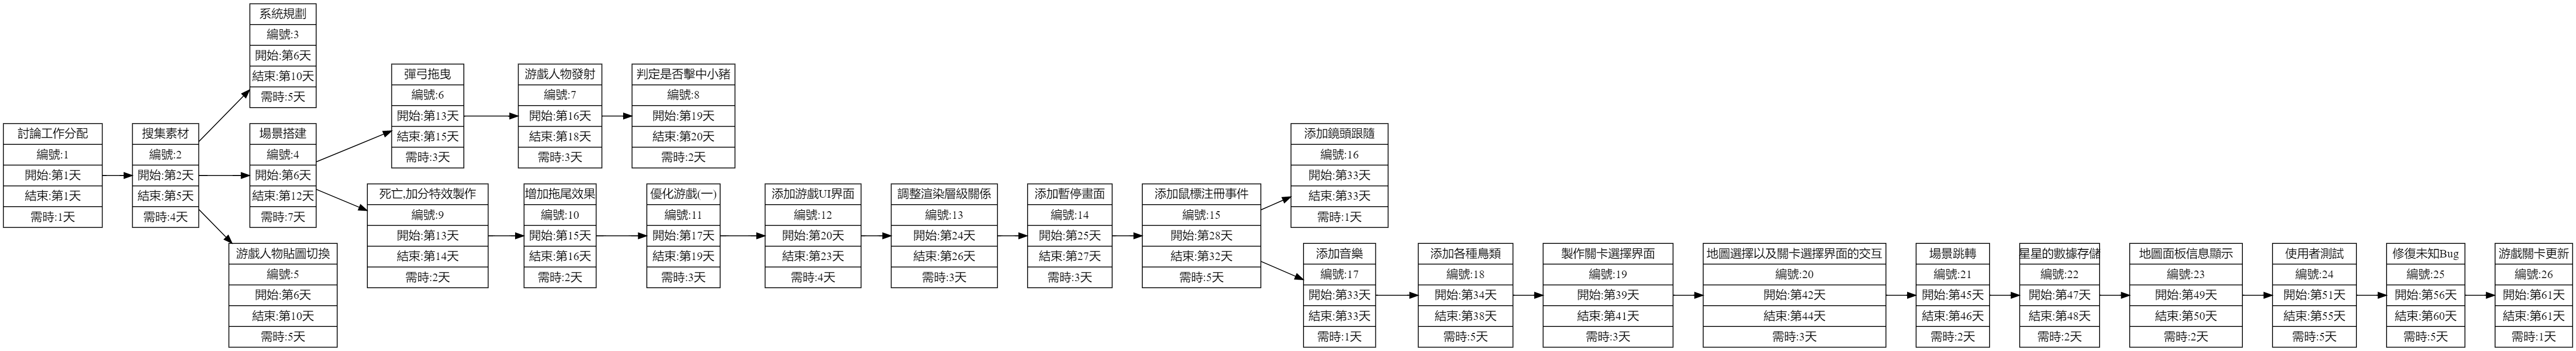 討論工作分配
編號:1
開始:第1天
結束:第1天
需時:1天
搜集素材
編號:2
開始:第2天
結束:第5天
需時:4天
系統規劃
編號:3
開始:第6天
結束:第10天
需時:5天
場景搭建
編號:4
開始:第6天
結束:第12天
需時:7天
游戲人物貼圖切換
編號:5
開始:第6天
結束:第10天
需時:5天
彈弓拖曳
編號:6
開始:第13天
結束:第15天
需時:3天
游戲人物發射
編號:7
開始:第16天
結束:第18天
需時:3天
判定是否擊中小豬
編號:8
開始:第19天
結束:第20天
需時:2天
死亡,加分特效製作
編號:9
開始:第13天
結束:第14天
需時:2天
增加拖尾效果
編號:10
開始:第15天
結束:第16天
需時:2天
優化游戲(一)
編號:11
開始:第17天
結束:第19天
需時:3天
添加游戲UI界面
編號:12
開始:第20天
結束:第23天
需時:4天
調整渲染層級關係
編號:13
開始:第24天
結束:第26天
需時:3天
添加暫停畫面
編號:14
開始:第25天
結束:第27天
需時:3天
添加鼠標注冊事件
編號:15
開始:第28天
結束:第32天
需時:5天
添加鏡頭跟隨
編號:16
開始:第33天
結束:第33天
需時:1天
添加音樂
編號:17
開始:第33天
結束:第33天
需時:1天
添加各種鳥類
編號:18
開始:第34天
結束:第38天
需時:5天
製作關卡選擇界面
編號:19
開始:第39天
結束:第41天
需時:3天
地圖選擇以及關卡選擇界面的交互
編號:20
開始:第42天
結束:第44天
需時:3天
場景跳轉
編號:21
開始:第45天
結束:第46天
需時:2天
星星的數據存儲
編號:22
開始:第47天
結束:第48天
需時:2天
地圖面板信息顯示
編號:23
開始:第49天
結束:第50天
需時:2天
使用者測試
編號:24
開始:第51天
結束:第55天
需時:5天
修復未知Bug
編號:25
開始:第56天
結束:第60天
需時:5天
游戲關卡更新
編號:26
開始:第61天
結束:第61天
需時:1天